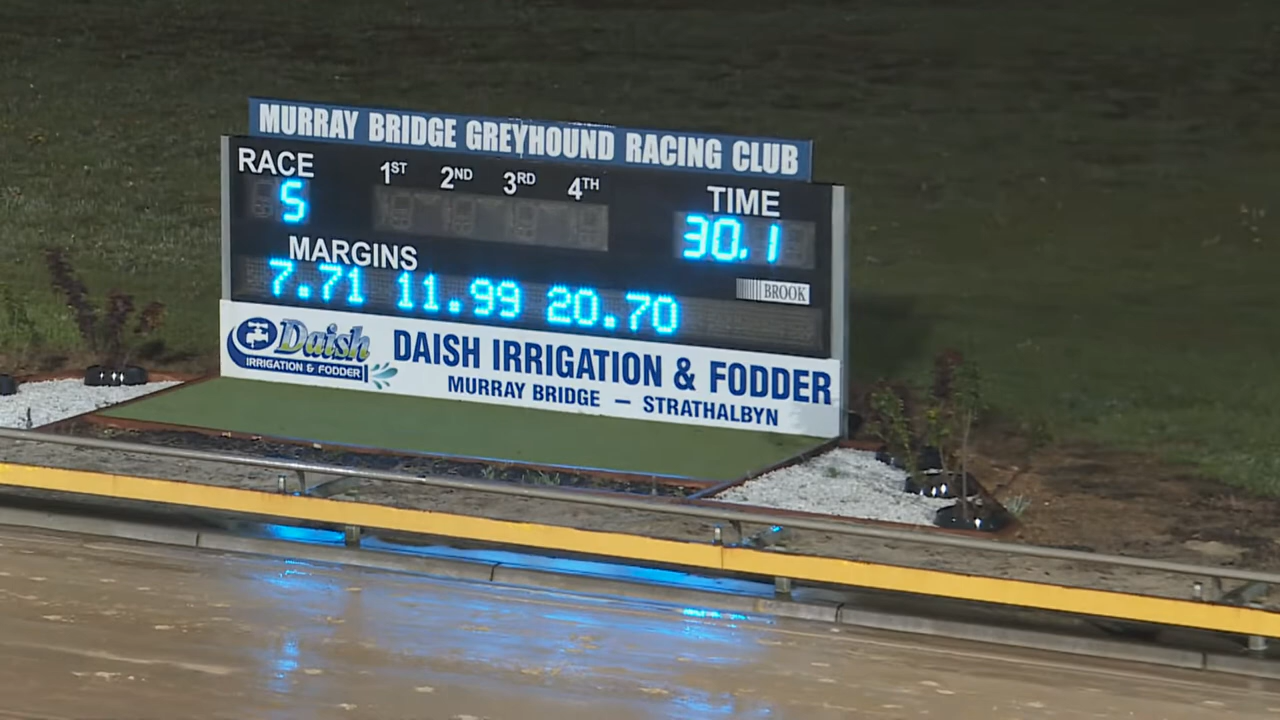 MURRAY BRIDGE GREYHOUND RACING CLUB
RACE 1ST 2ND 3RD 4TH TIME
5 30.1
MARGINS
7.71 11.99 20.70
BROOK
Daish
IRRIGATION & FODDER
DAISH IRRIGATION & FODDER
MURRAY BRIDGE – STRATHALBYN